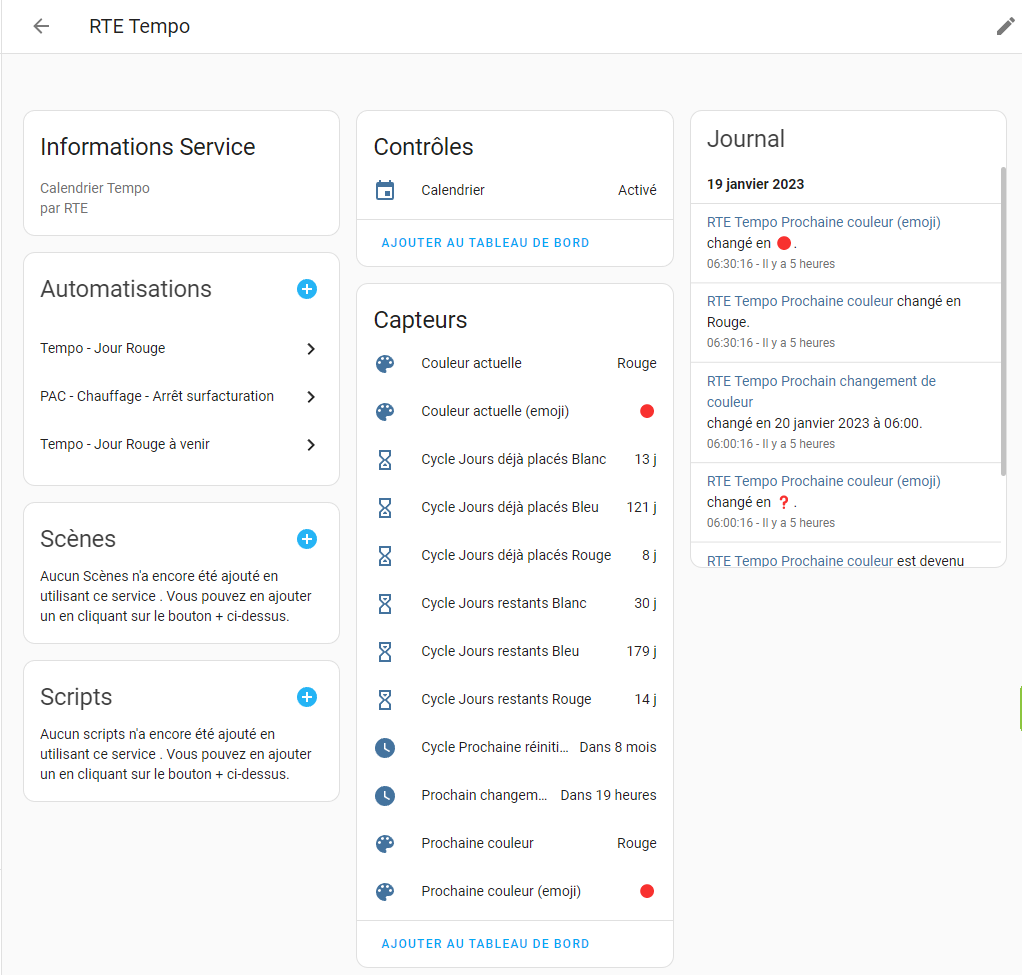 RTE Tempo
Informations Service
Calendrier Tempo
par RTE
Automatisations
Tempo - Jour Rouge
PAC - Chauffage - Arrêt surfacturation
Tempo - Jour Rouge à venir
Scènes
Aucun Scènes n'a encore été ajouté en
utilisant ce service . Vous pouvez en ajouter
un en cliquant sur le bouton + ci-dessus.
Scripts
Aucun scripts n'a encore été ajouté en
utilisant ce service . Vous pouvez en ajouter
un en cliquant sur le bouton + ci-dessus.
Contrôles
Calendrier Activé
AJOUTER AU TABLEAU DE BORD
Capteurs
Couleur actuelle Rouge
Couleur actuelle (emoji) 🔴
Cycle Jours déjà placés Blanc 13 j
Cycle Jours déjà placés Bleu 121 j
Cycle Jours déjà placés Rouge 8 j
Cycle Jours restants Blanc 30 j
Cycle Jours restants Bleu 179 j
Cycle Jours restants Rouge 14 j
Cycle Prochaine réiniti... Dans 8 mois
Prochain changem... Dans 19 heures
Prochaine couleur Rouge
Prochaine couleur (emoji) 🔴
AJOUTER AU TABLEAU DE BORD
Journal
19 janvier 2023
RTE Tempo Prochaine couleur (emoji)
changé en 🔴 .
06:30:16 - Il y a 5 heures
RTE Tempo Prochaine couleur changé en
Rouge.
06:30:16 - Il y a 5 heures
RTE Tempo Prochain changement de
couleur
changé en 20 janvier 2023 à 06:00.
06:00:16 - Il y a 5 heures
RTE Tempo Prochaine couleur (emoji)
changé en ❓ .
06:00:16 - Il y a 5 heures
RTE Tempo Prochaine couleur est devenu